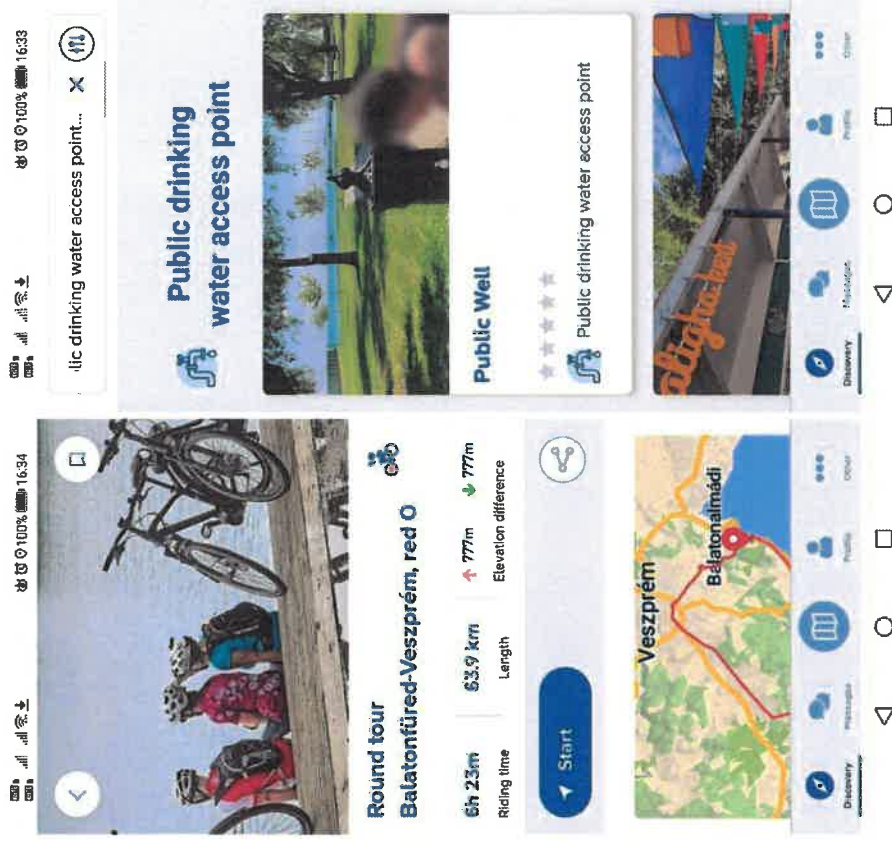 100% 16:34
Round tour
Balatonfüred-Veszprém, red O
6h 23m
63.9 km
777m
777m
Riding time
Length
Elevation difference
Start
Veszprém
Balatonalmádi
Discovery
Messages
Profile
Other
100% 16:33
lic drinking water access point...
Public drinking
water access point
Public Well
Public drinking water access point
Discovery
Messages
Profile
Other